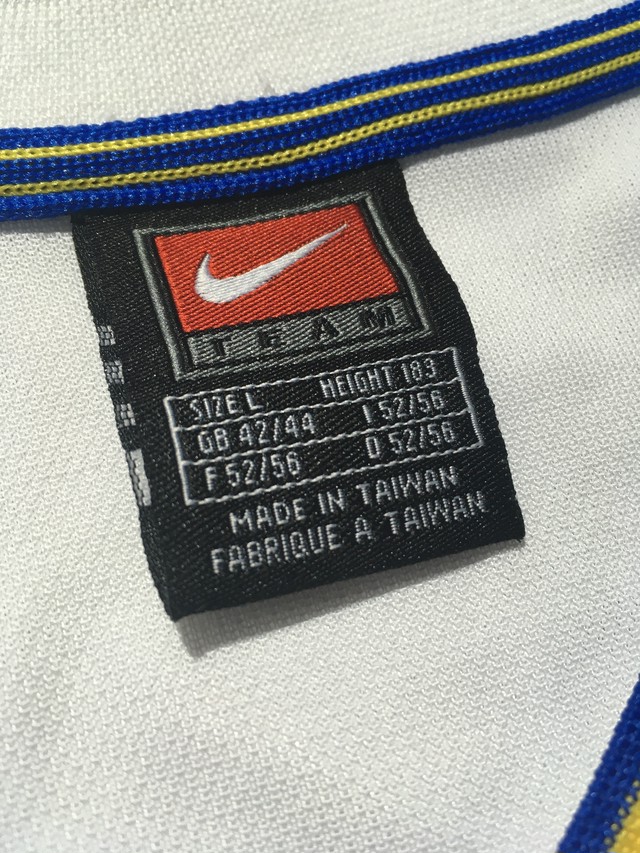 TEAM
SIZE L HEIGHT 183
GB 42/44 I 52/56
F 52/56 D 52/56
MADE IN TAIWAN
FABRIQUE A TAIWAN